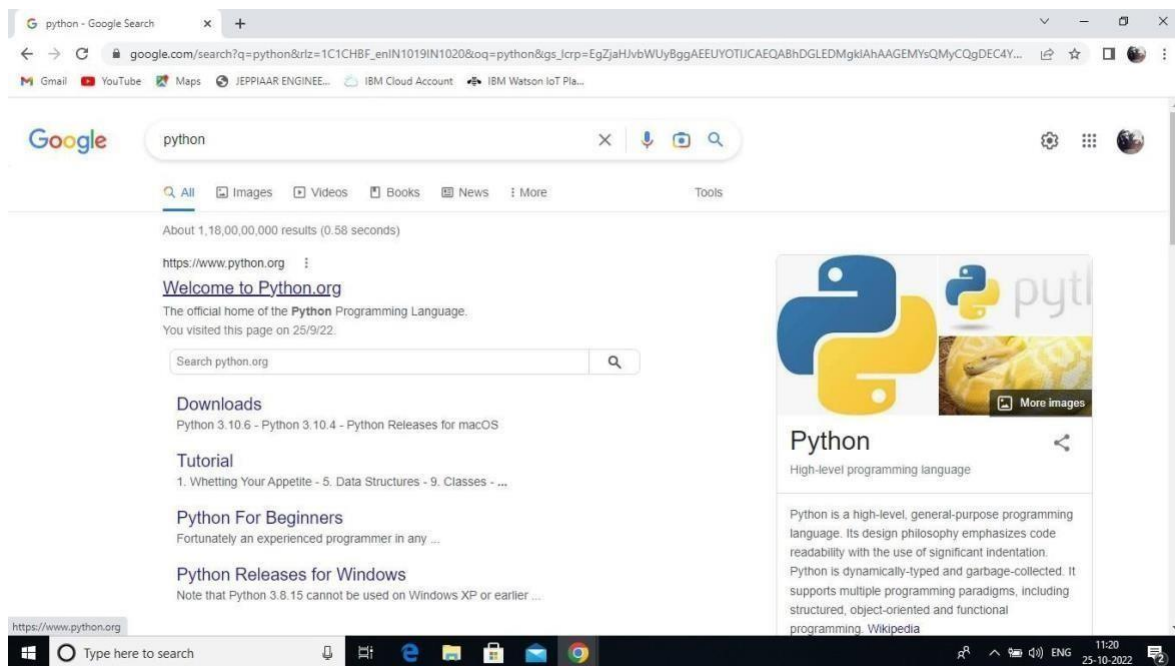 python - Google Search
google.com/search?q=python&rlz=1C1CHBF_enIN1019IN1020&oq=python&gs_lcrp=EgZjaHJvbWUyBggAEEUYOTIJCAEQABhDGLEDMgkIAhAAGEMYsQMyCQgDEC4Y...
Gmail YouTube Maps JEPPIAAR ENGINEE... IBM Cloud Account IBM Watson IoT Pla...
Google python
All Images Videos Books News More Tools
About 1,18,00,00,000 results (0.58 seconds)
https://www.python.org
Welcome to Python.org
The official home of the Python Programming Language.
You visited this page on 25/9/22.
Search python.org
Downloads
Python 3.10.6 - Python 3.10.4 - Python Releases for macOS
Tutorial
1. Whetting Your Appetite - 5. Data Structures - 9. Classes - ...
Python For Beginners
Fortunately an experienced programmer in any ...
Python Releases for Windows
Note that Python 3.8.15 cannot be used on Windows XP or earlier ...
pytl
More images
Python
High-level programming language
Python is a high-level, general-purpose programming
language. Its design philosophy emphasizes code
readability with the use of significant indentation.
Python is dynamically-typed and garbage-collected. It
supports multiple programming paradigms, including
structured, object-oriented and functional
programming. Wikipedia
https://www.python.org
Type here to search
ENG
11:20
25-10-2022